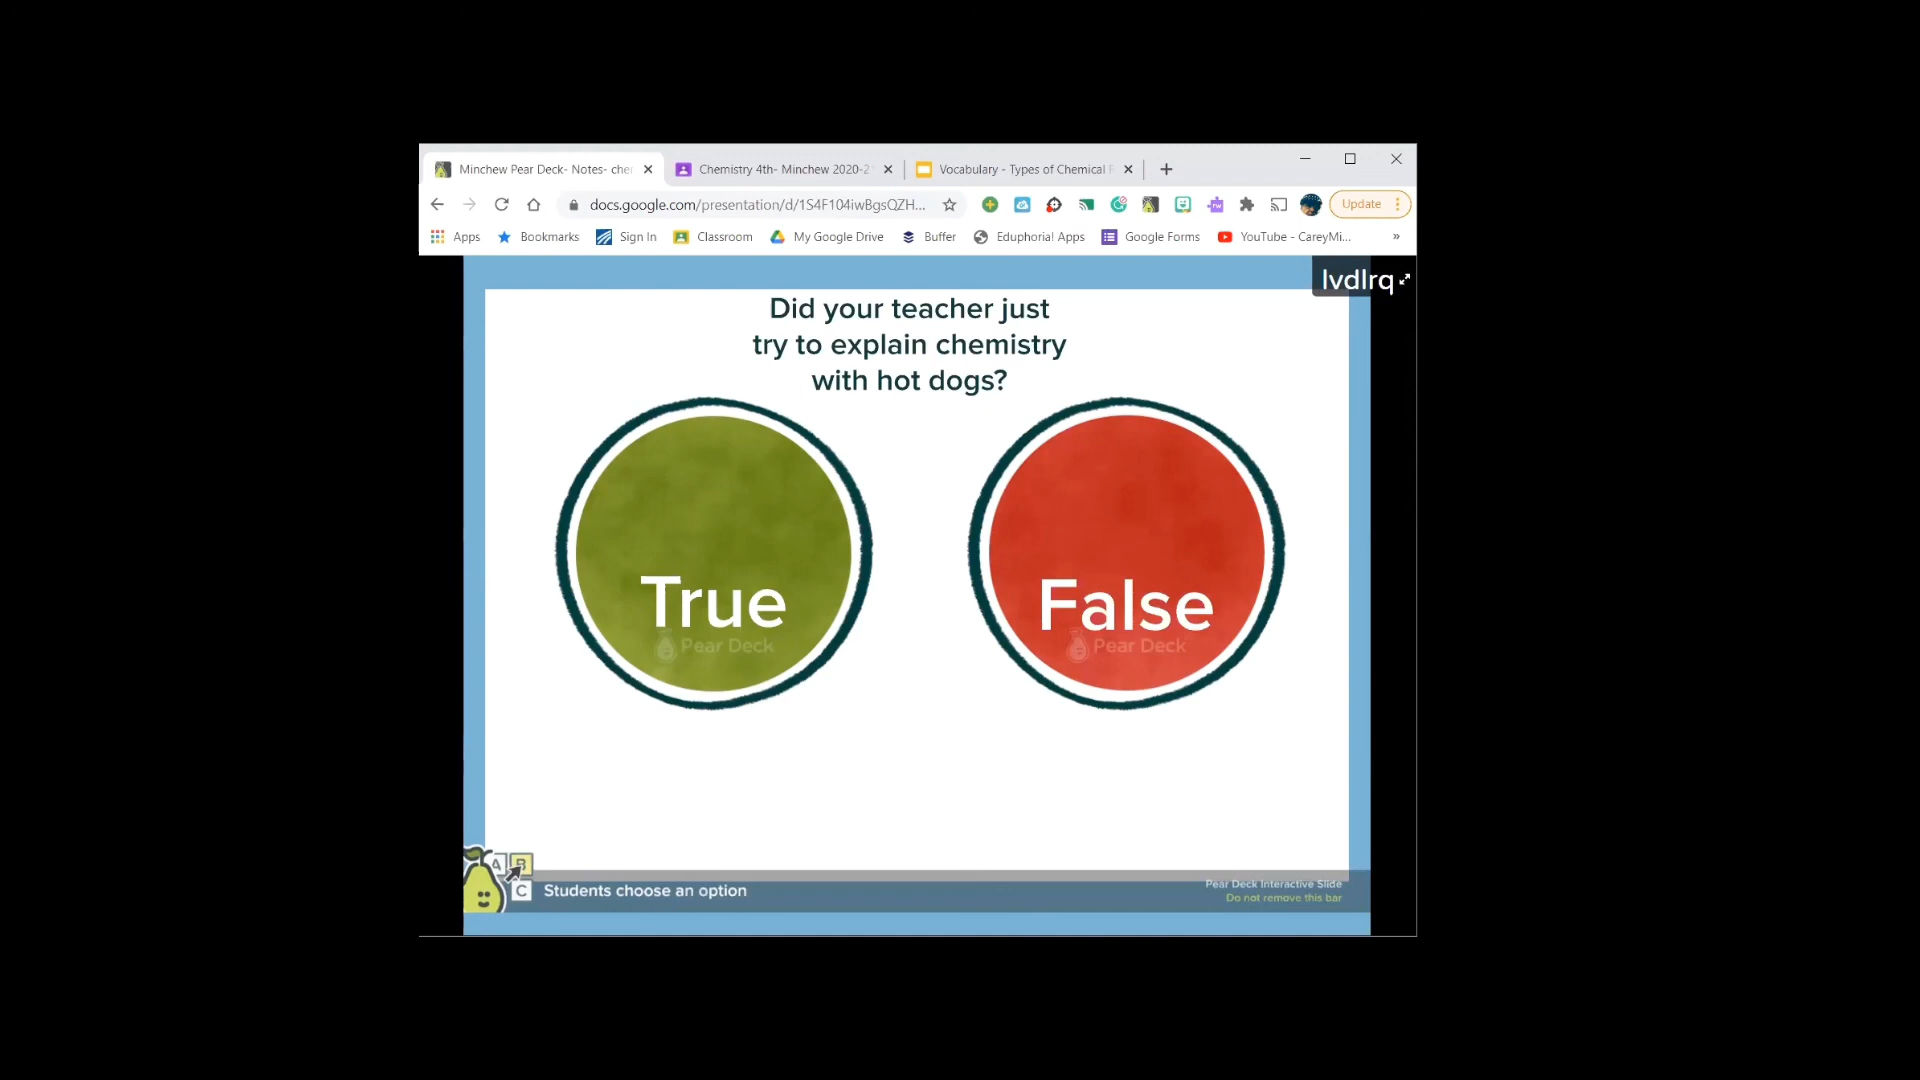 Minchew Pear Deck- Notes- che
Chemistry 4th- Minchew 2020-2
Vocabulary - Types of Chemical
docs.google.com/presentation/d/1S4F104iwBgsQZH...
Update
Apps
Bookmarks
Sign In
Classroom
My Google Drive
Buffer
Eduphoria! Apps
Google Forms
YouTube - CareyMi...
»
lvdlrq
Did your teacher just
try to explain chemistry
with hot dogs?
True
Pear Deck
False
Pear Deck
A B
C
Students choose an option
Pear Deck Interactive Slide
Do not remove this bar